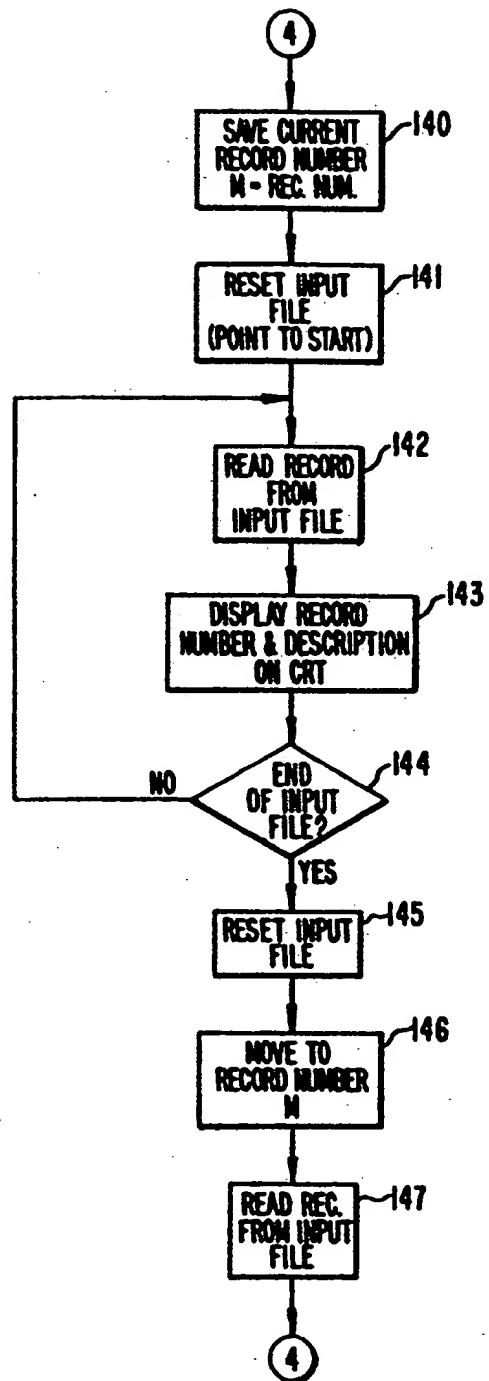 4
SAVE CURRENT
RECORD NUMBER
M = REC. NUM.
140
RESET INPUT
FILE
(POINT TO START)
141
READ RECORD
FROM
INPUT FILE
142
DISPLAY RECORD
NUMBER & DESCRIPTION
ON CRT
143
END
OF INPUT
FILE?
144
NO
YES
RESET INPUT
FILE
145
MOVE TO
RECORD NUMBER
M
146
READ REC.
FROM INPUT
FILE
147
4